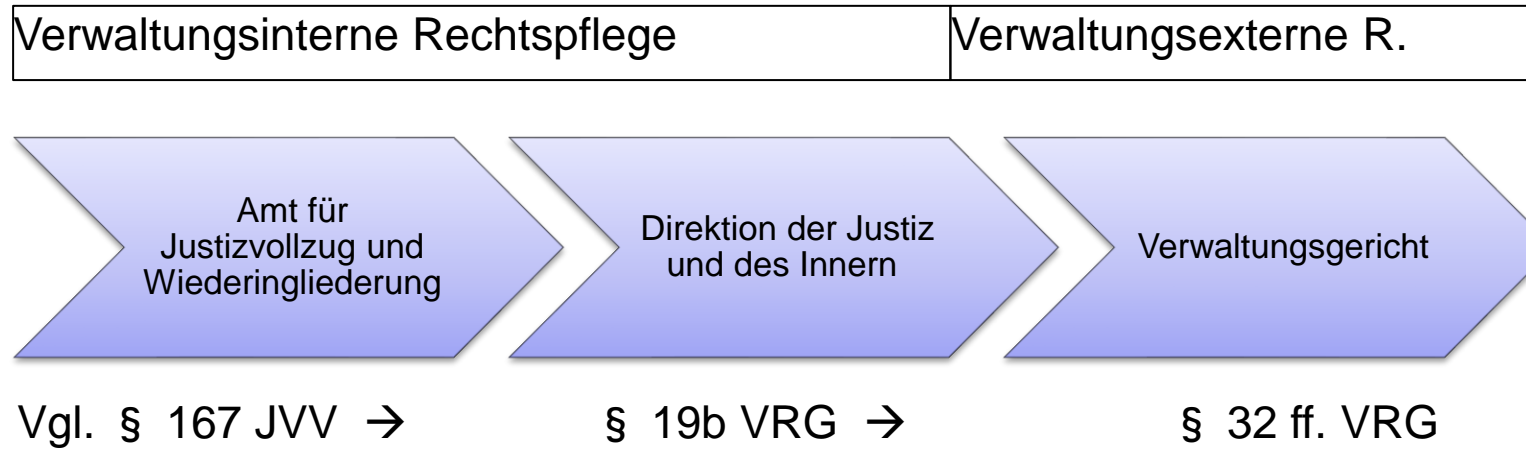 Verwaltungsinterne Rechtspflege
Verwaltungsexterne R.
Amt für
Justizvollzug und
Wiederingliederung
Direktion der Justiz
und des Innern
Verwaltungsgericht
Vgl. § 167 JVV →
§ 19b VRG →
§ 32 ff. VRG